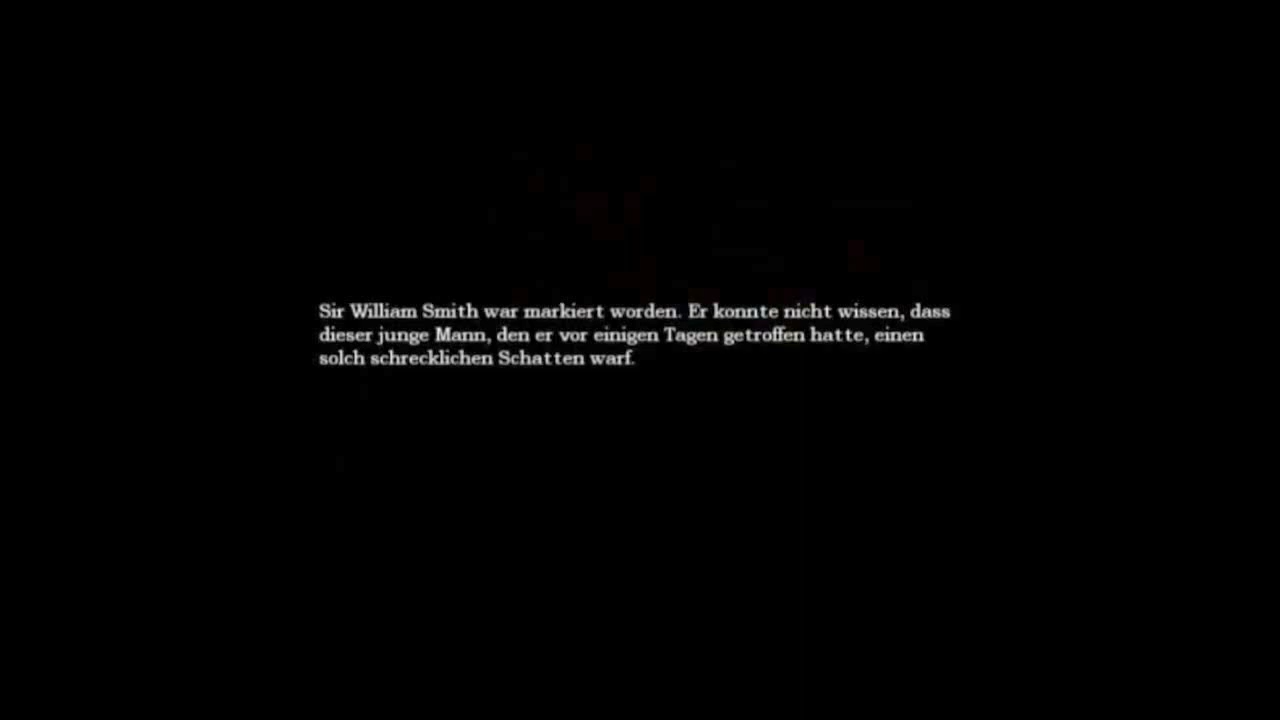 Sir William Smith war markiert worden. Er konnte nicht wissen, dass
dieser junge Mann, den er vor einigen Tagen getroffen hatte, einen
solch schrecklichen Schatten warf.